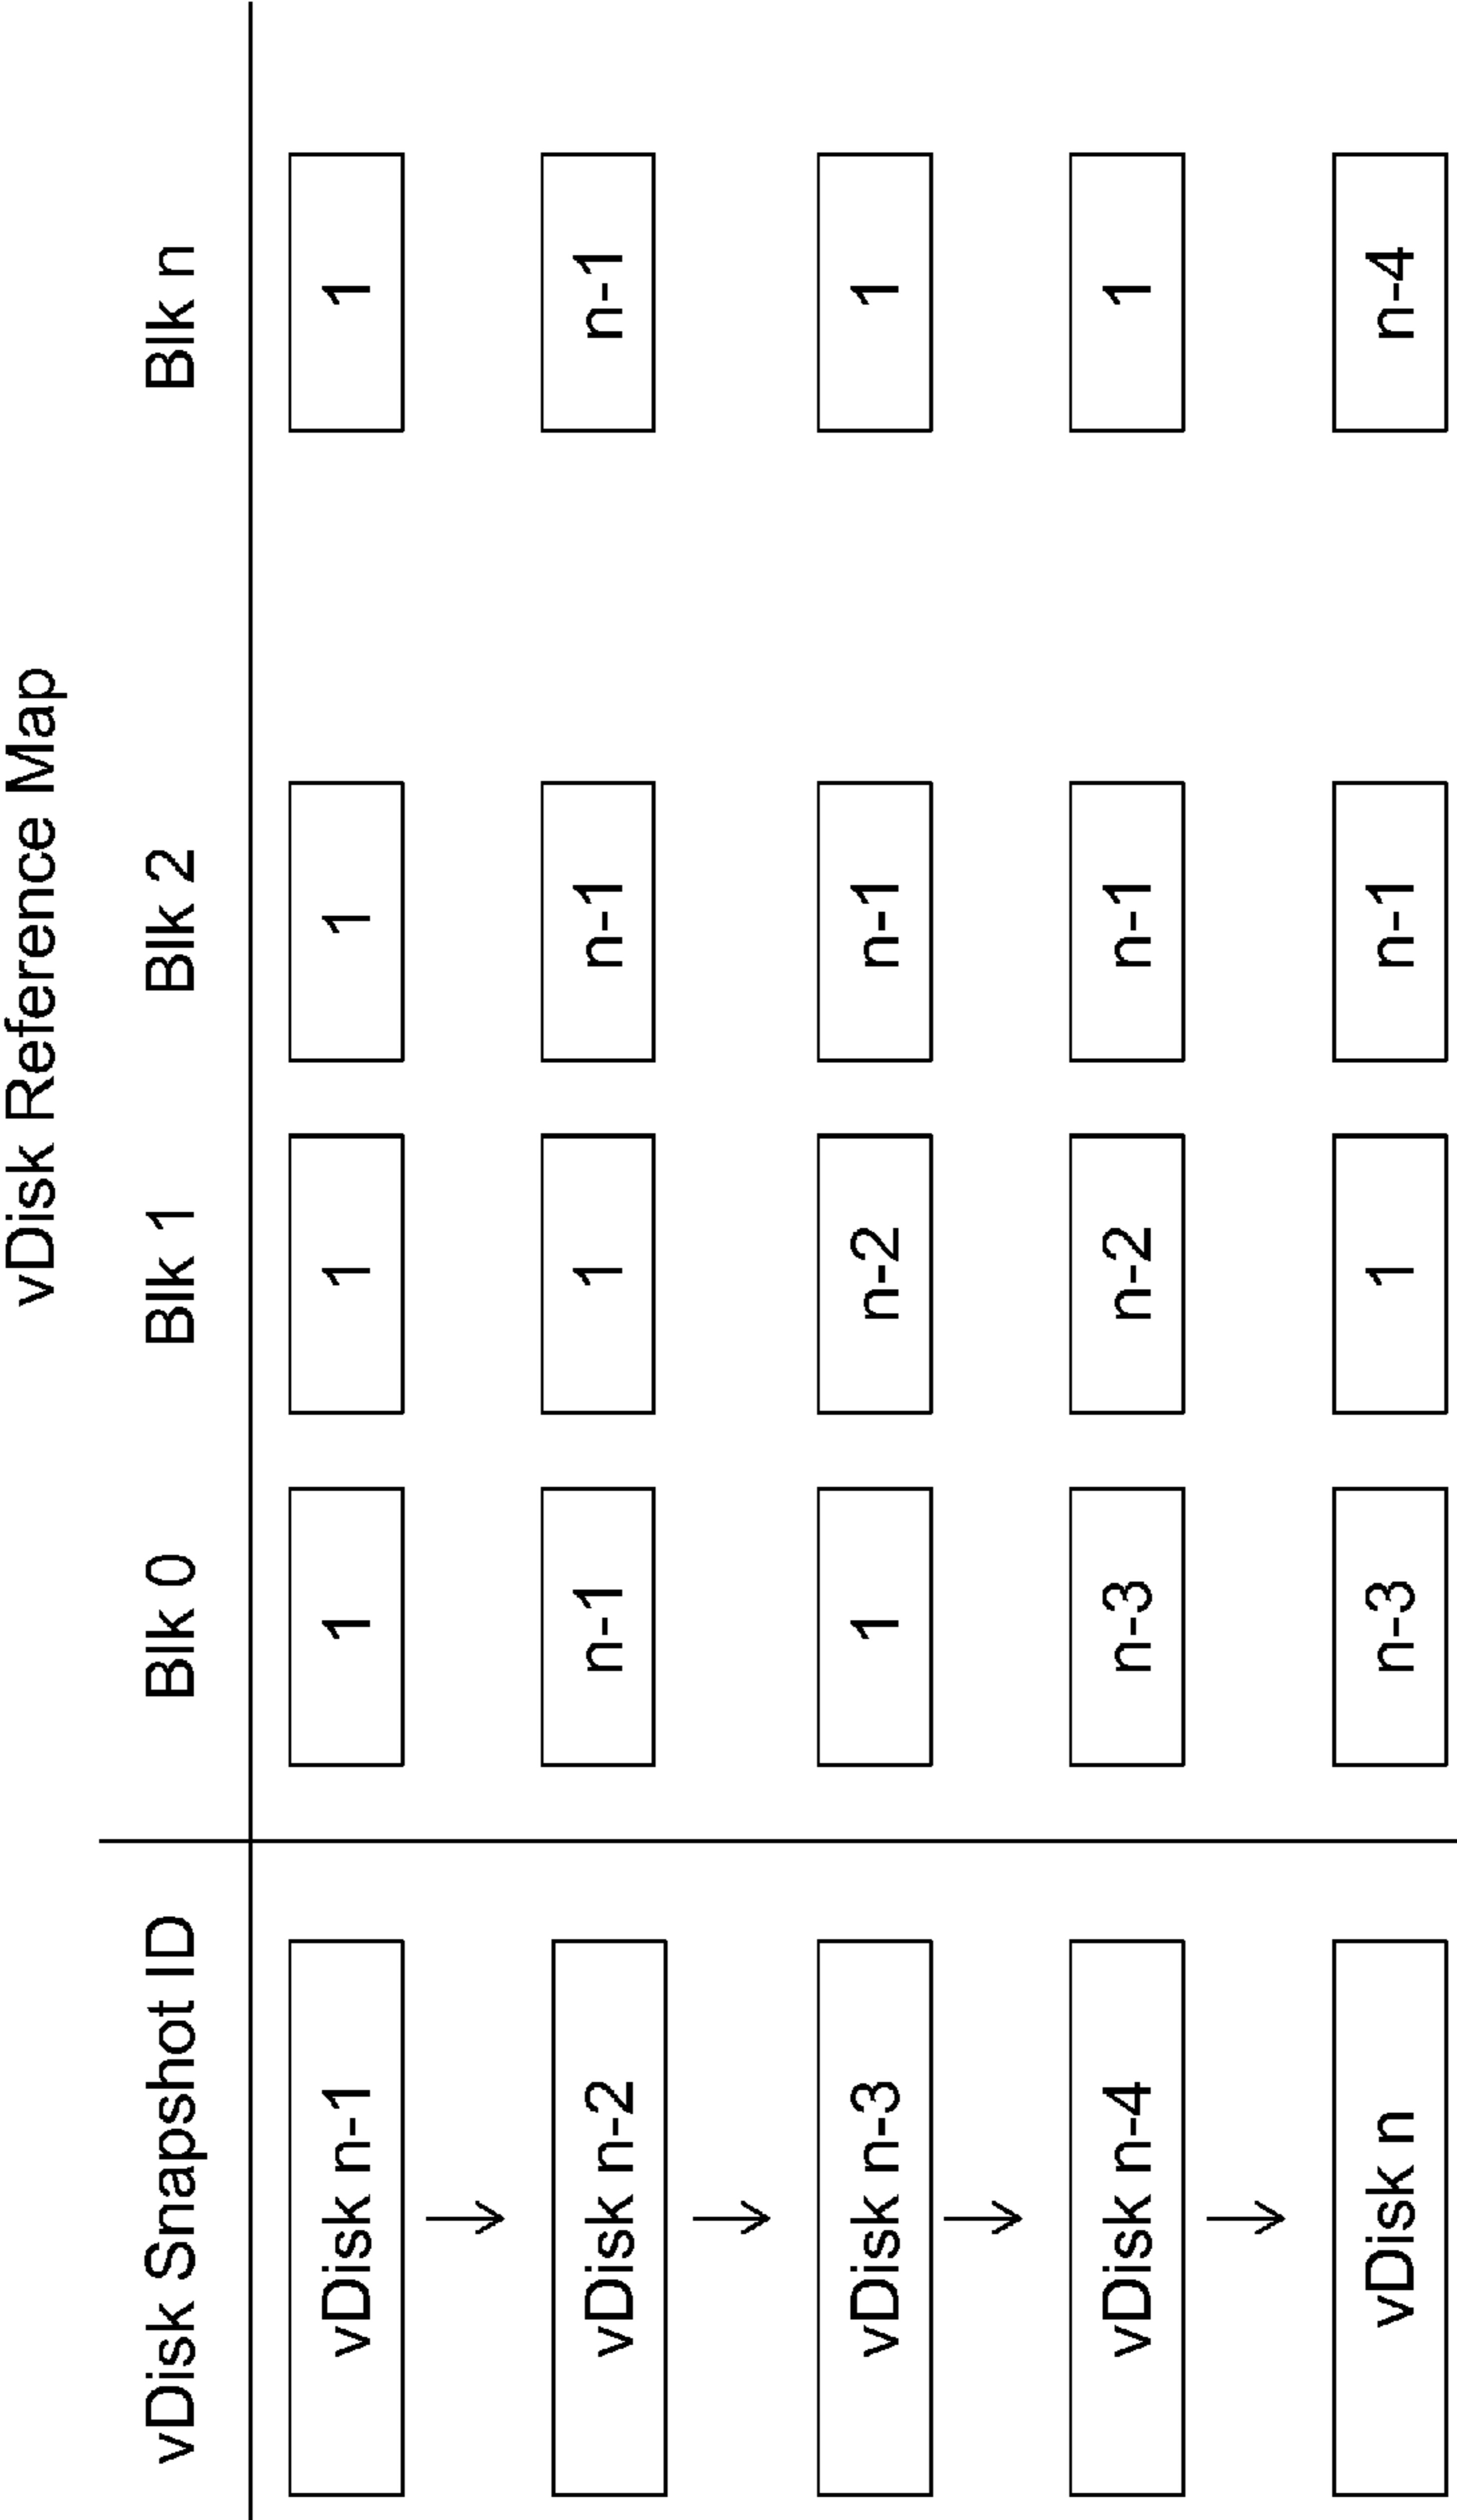 vDisk Reference Map
vDisk Snapshot ID Blk 0 Blk 1 Blk 2 Blk n
vDisk n-1 1 1 1 1
vDisk n-2 n-1 1 n-1 n-1
vDisk n-3 1 n-2 n-1 1
vDisk n-4 n-3 n-2 n-1 1
vDisk n n-3 1 n-1 n-4